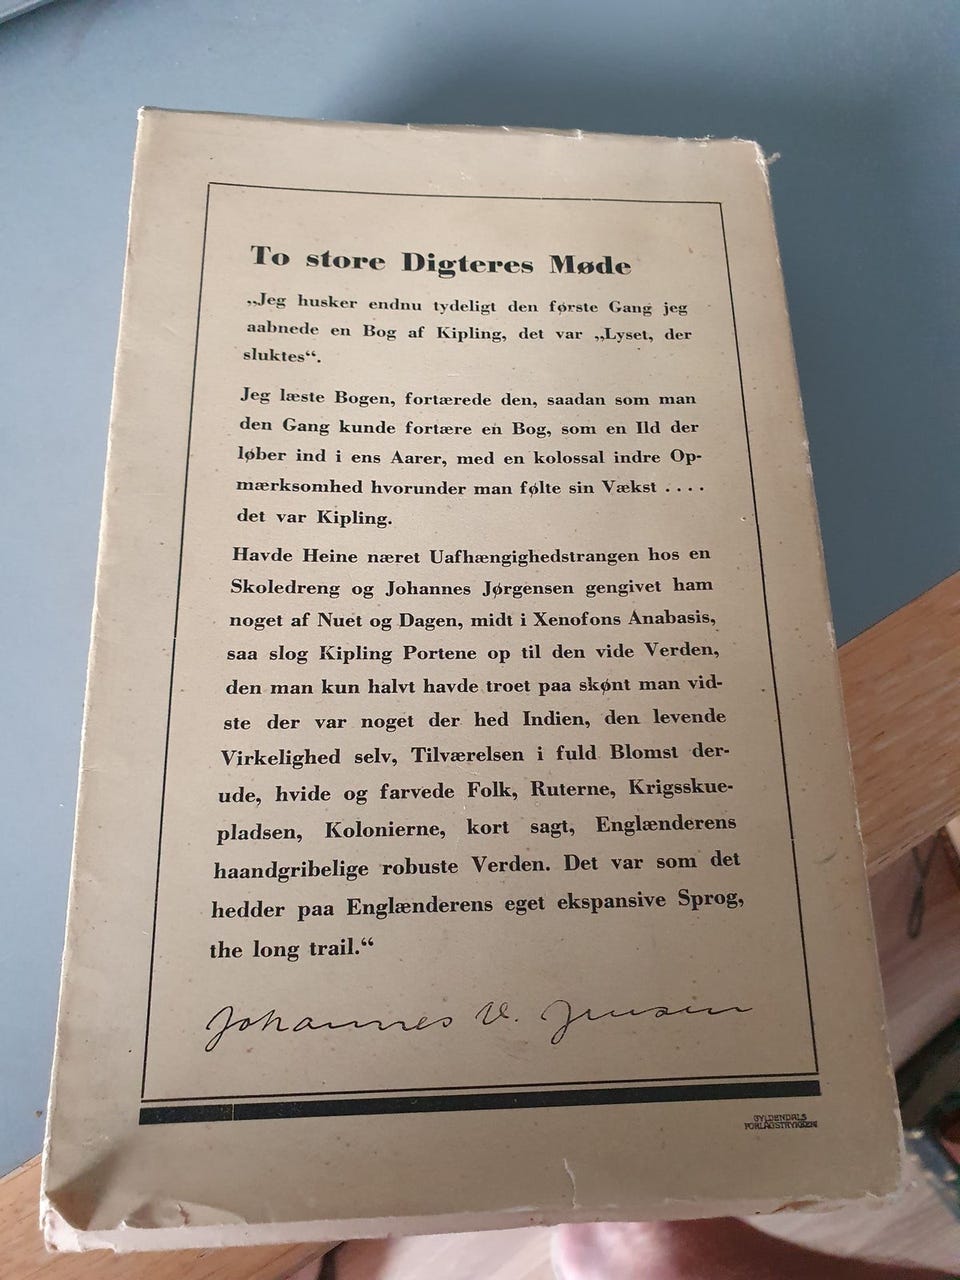 To store Digteres Møde
„Jeg husker endnu tydeligt den første Gang jeg
aabnede en Bog af Kipling, det var „Lyset, der
sluktes“.
Jeg læste Bogen, fortærede den, saadan som man
den Gang kunde fortære en Bog, som en Ild der
løber ind i ens Aarer, med en kolossal indre Op-
mærksomhed hvorunder man følte sin Vækst ....
det var Kipling.
Havde Heine næret Uafhængighedstrangen hos en
Skoledreng og Johannes Jørgensen gengivet ham
noget af Nuet og Dagen, midt i Xenofons Anabasis,
saa slog Kipling Portene op til den vide Verden,
den man kun halvt havde troet paa skønt man vid-
ste der var noget der hed Indien, den levende
Virkelighed selv, Tilværelsen i fuld Blomst der-
ude, hvide og farvede Folk, Ruterne, Krigsskue-
pladsen, Kolonierne, kort sagt, Englænderens
haandgribelige robuste Verden. Det var som det
hedder paa Englænderens eget ekspansive Sprog,
the long trail.“
Johannes V. Jensen
GYLDENDALS
FORLAGSTRYKKERI